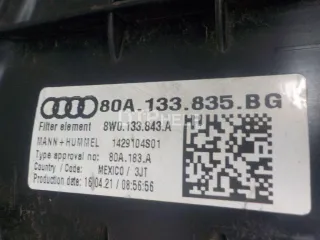 80A.133.835.BG
Filter element 8W0.133.843.A
MANN+HUMMEL 1429104S01
Type approval no: 80A.183.A
Country / Code: MEXICO / 3JT
Production date: 16.04.21 / 08:56:56